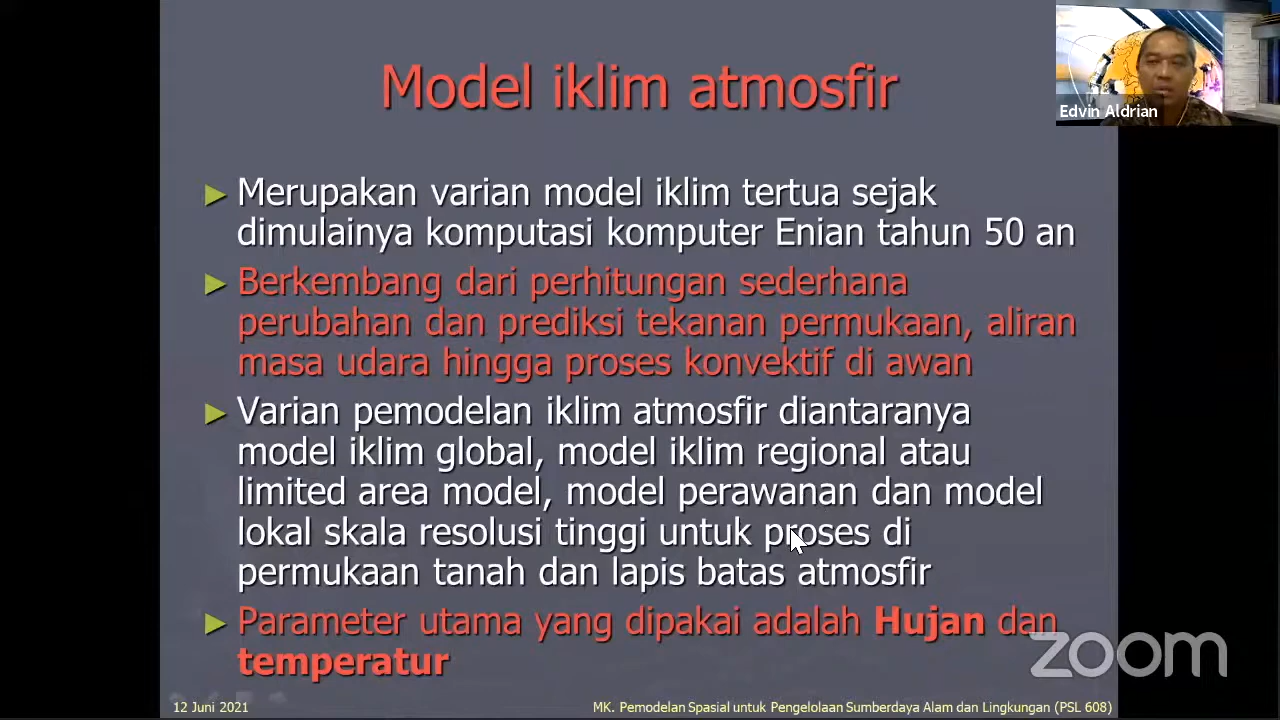 Model iklim atmosfir
Edvin Aldrian
Merupakan varian model iklim tertua sejak
dimulainya komputasi komputer Enian tahun 50 an
Berkembang dari perhitungan sederhana
perubahan dan prediksi tekanan permukaan, aliran
masa udara hingga proses konvektif di awan
Varian pemodelan iklim atmosfir diantaranya
model iklim global, model iklim regional atau
limited area model, model perawanan dan model
lokal skala resolusi tinggi untuk proses di
permukaan tanah dan lapis batas atmosfir
Parameter utama yang dipakai adalah Hujan dan
temperatur
zoom
12 Juni 2021
MK. Pemodelan Spasial untuk Pengelolaan Sumberdaya Alam dan Lingkungan (PSL 608)